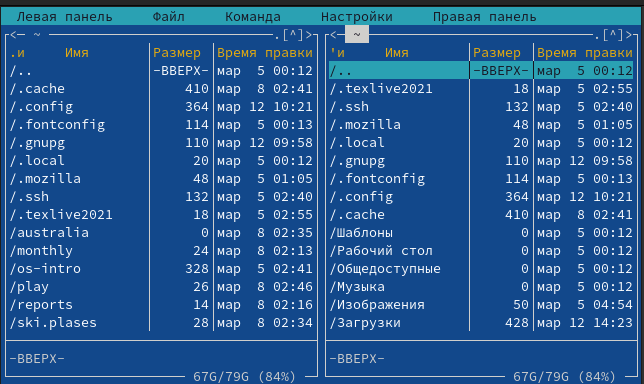 Левая панель Файл Команда Настройки Правая панель
<─ ~ ─.[^]> <─ ~ ─.[^]>
.и Имя Размер Время правки 'и Имя Размер Время правки
/.. -ВВЕРХ- мар 5 00:12 /.. -ВВЕРХ- мар 5 00:12
/.cache 410 мар 8 02:41 /.texlive2021 18 мар 5 02:55
/.config 364 мар 12 10:21 /.ssh 132 мар 5 02:40
/.fontconfig 114 мар 5 00:13 /.mozilla 48 мар 5 01:05
/.gnupg 110 мар 12 09:58 /.local 20 мар 5 00:12
/.local 20 мар 5 00:12 /.gnupg 110 мар 12 09:58
/.mozilla 48 мар 5 01:05 /.fontconfig 114 мар 5 00:13
/.ssh 132 мар 5 02:40 /.config 364 мар 12 10:21
/.texlive2021 18 мар 5 02:55 /.cache 410 мар 8 02:41
/australia 0 мар 8 02:35 /Шаблоны 0 мар 5 00:12
/monthly 24 мар 8 02:13 /Рабочий стол 0 мар 5 00:12
/os-intro 328 мар 5 02:41 /Общедоступные 0 мар 5 00:12
/play 26 мар 8 02:46 /Музыка 0 мар 5 00:12
/reports 14 мар 8 02:16 /Изображения 50 мар 5 04:54
/ski.plases 28 мар 8 02:34 /Загрузки 428 мар 12 14:23
-ВВЕРХ- -ВВЕРХ-
67G/79G (84%) 67G/79G (84%)